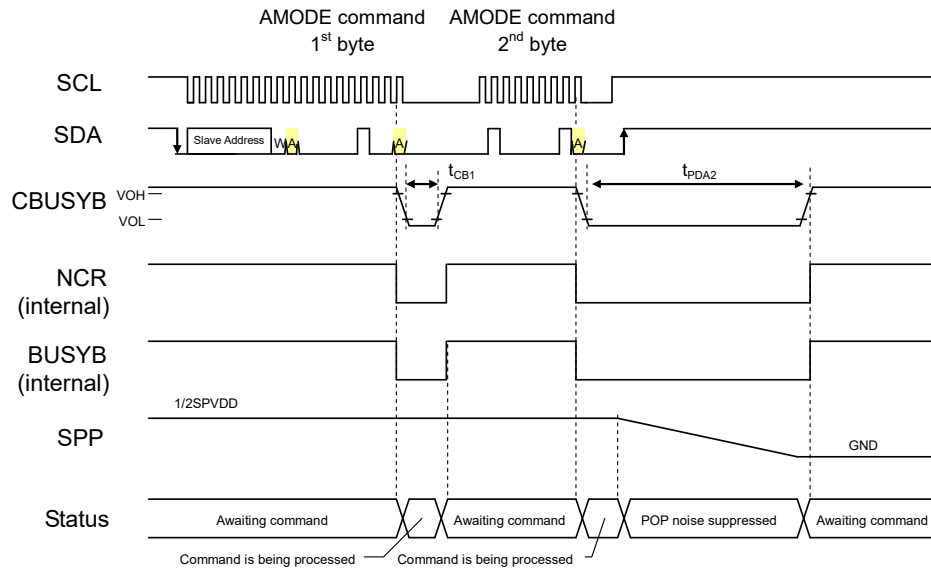 AMODE command
1st byte
AMODE command
2nd byte
SCL
SDA
Slave Address
W
A
A
A
tCB1
tPDA2
CBUSYB
VOH
VOL
NCR
(internal)
BUSYB
(internal)
1/2SPVDD
SPP
GND
Status
Awaiting command
Awaiting command
POP noise suppressed
Awaiting command
Command is being processed
Command is being processed